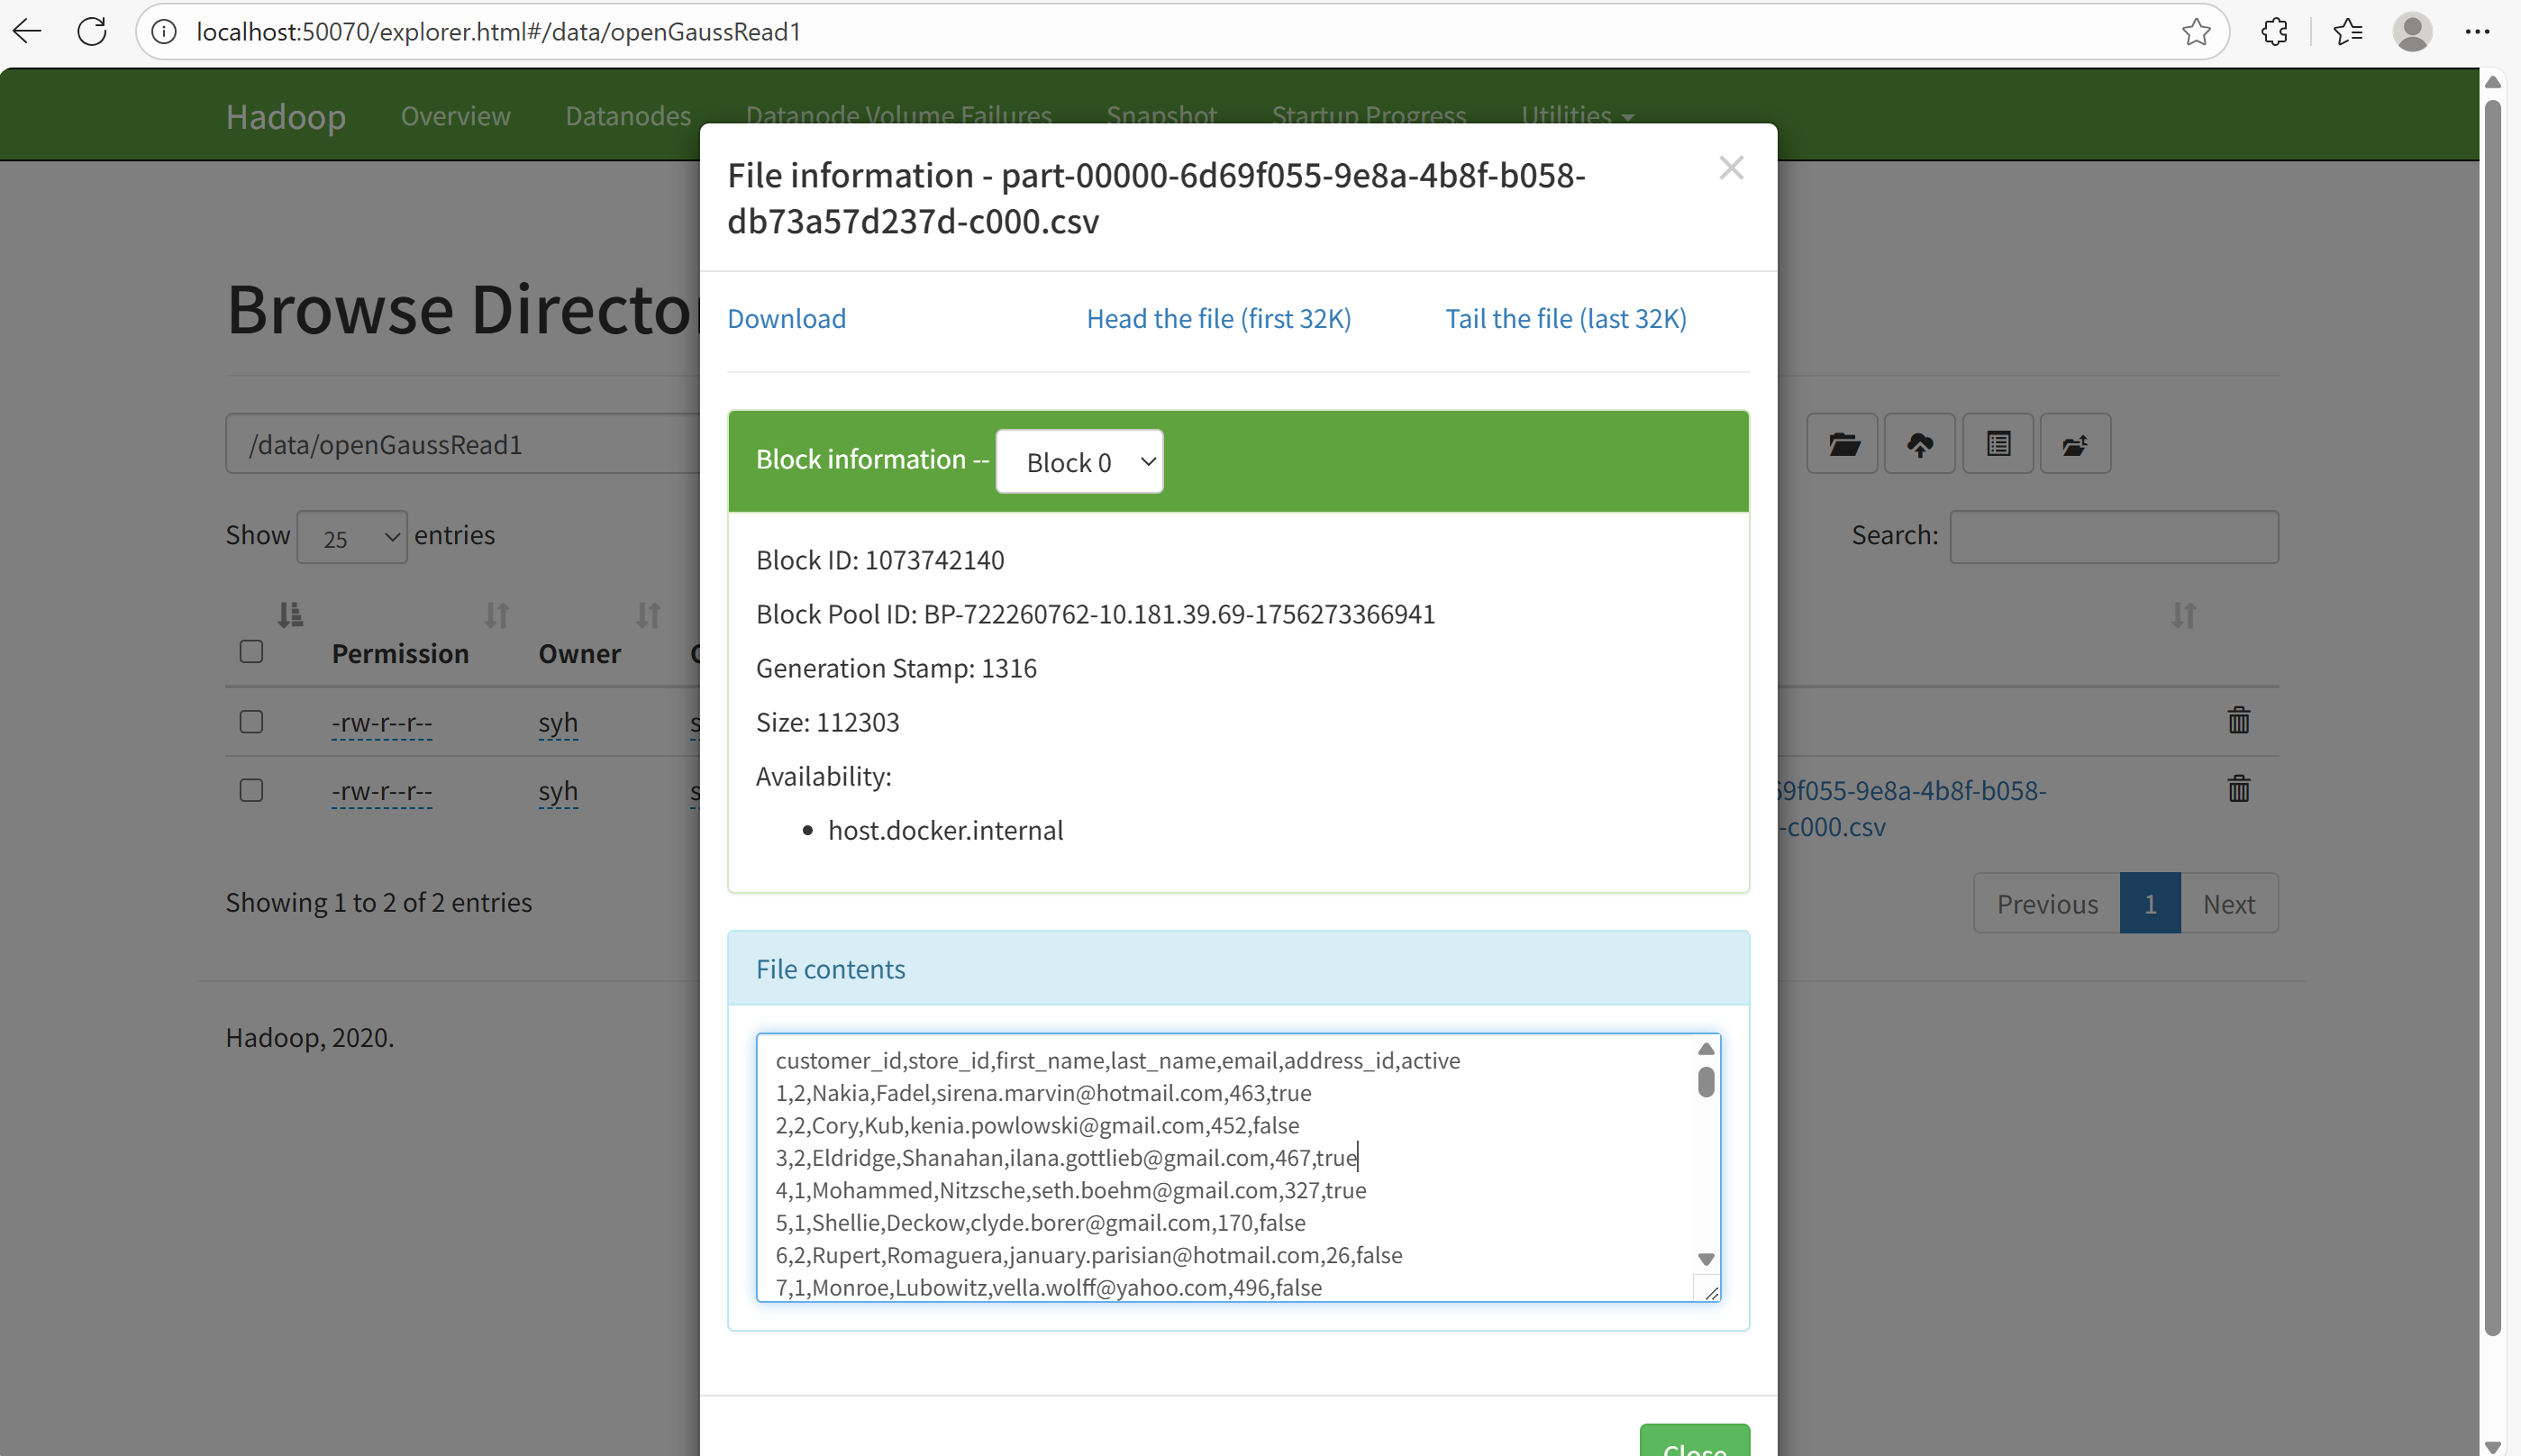 localhost:50070/explorer.html#/data/openGaussRead1
Hadoop Overview Datanodes Datanode Volume Failures Snapshot Startup Progress Utilities
File information - part-00000-6d69f055-9e8a-4b8f-b058-
db73a57d237d-c000.csv
Download Head the file (first 32K) Tail the file (last 32K)
Block information -- Block 0
Block ID: 1073742140
Block Pool ID: BP-722260762-10.181.39.69-1756273366941
Generation Stamp: 1316
Size: 112303
Availability:
host.docker.internal
File contents
customer_id,store_id,first_name,last_name,email,address_id,active
1,2,Nakia,Fadel,sirena.marvin@hotmail.com,463,true
2,2,Cory,Kub,kenia.powlowski@gmail.com,452,false
3,2,Eldridge,Shanahan,ilana.gottlieb@gmail.com,467,true
4,1,Mohammed,Nitzsche,seth.boehm@gmail.com,327,true
5,1,Shellie,Deckow,clyde.borer@gmail.com,170,false
6,2,Rupert,Romaguera,january.parisian@hotmail.com,26,false
7,1,Monroe,Lubowitz,vella.wolff@yahoo.com,496,false
Close
Browse Directo
/data/openGaussRead1
Show 25 entries
Search:
Permission Owner
-rw-r--r-- syh
-rw-r--r-- syh
69f055-9e8a-4b8f-b058-
-c000.csv
Showing 1 to 2 of 2 entries
Previous 1 Next
Hadoop, 2020.